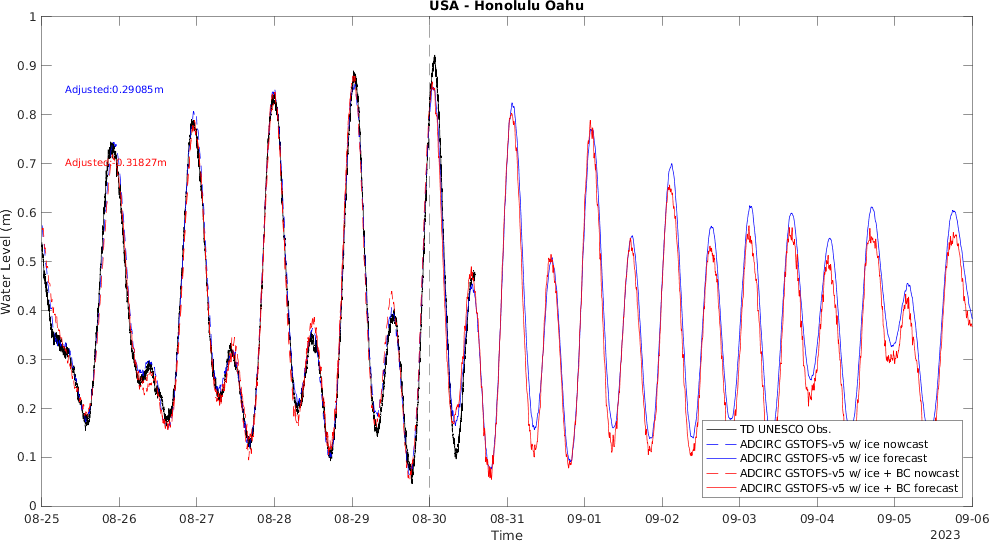 USA - Honolulu Oahu
1
0.9
0.8
0.7
0.6
0.5
0.4
0.3
0.2
0.1
0
Water Level (m)
Adjusted:0.29085m
Adjusted:-0.31827m
TD UNESCO Obs.
ADCIRC GSTOFS-v5 w/ ice nowcast
ADCIRC GSTOFS-v5 w/ ice forecast
ADCIRC GSTOFS-v5 w/ ice + BC nowcast
ADCIRC GSTOFS-v5 w/ ice + BC forecast
08-25 08-26 08-27 08-28 08-29 08-30 08-31 09-01 09-02 09-03 09-04 09-05 09-06
Time
2023